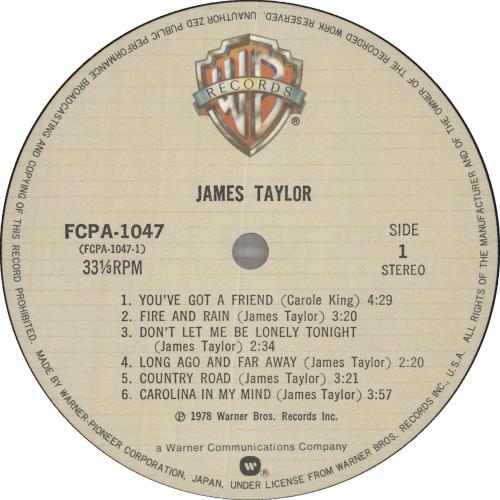 WB
RECORDS
®
JAMES TAYLOR
FCPA-1047
(FCPA-1047-1)
33⅓RPM
SIDE
1
STEREO
1. YOU'VE GOT A FRIEND (Carole King) 4:29
2. FIRE AND RAIN (James Taylor) 3:20
3. DON'T LET ME BE LONELY TONIGHT
(James Taylor) 2:34
4. LONG AGO AND FAR AWAY (James Taylor) 2:20
5. COUNTRY ROAD (James Taylor) 3:21
6. CAROLINA IN MY MIND (James Taylor) 3:57
℗ 1978 Warner Bros. Records Inc.
a Warner Communications Company
®
MADE BY WARNER-PIONEER CORPORATION, JAPAN, UNDER LICENSE FROM WARNER BROS. RECORDS INC., U.S.A. ALL RIGHTS OF THE MANUFACTURER AND OF THE OWNER OF THE RECORDED WORK RESERVED. UNAUTHORIZED PUBLIC PERFORMANCE BROADCASTING AND COPYING OF THIS RECORD PROHIBITED.